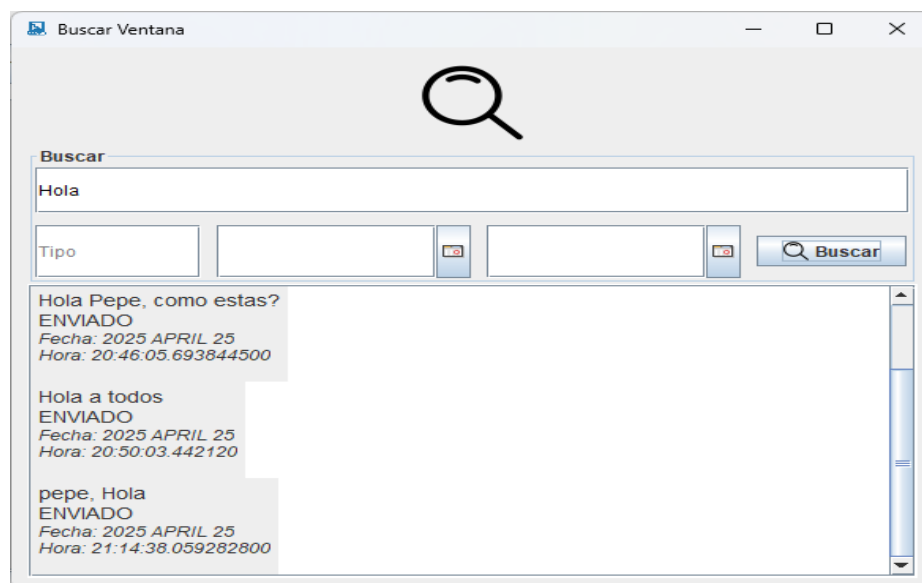 Buscar Ventana
Buscar
Hola
Tipo
Buscar
Hola Pepe, como estas?
ENVIADO
Fecha: 2025 APRIL 25
Hora: 20:46:05.693844500
Hola a todos
ENVIADO
Fecha: 2025 APRIL 25
Hora: 20:50:03.442120
pepe, Hola
ENVIADO
Fecha: 2025 APRIL 25
Hora: 21:14:38.059282800